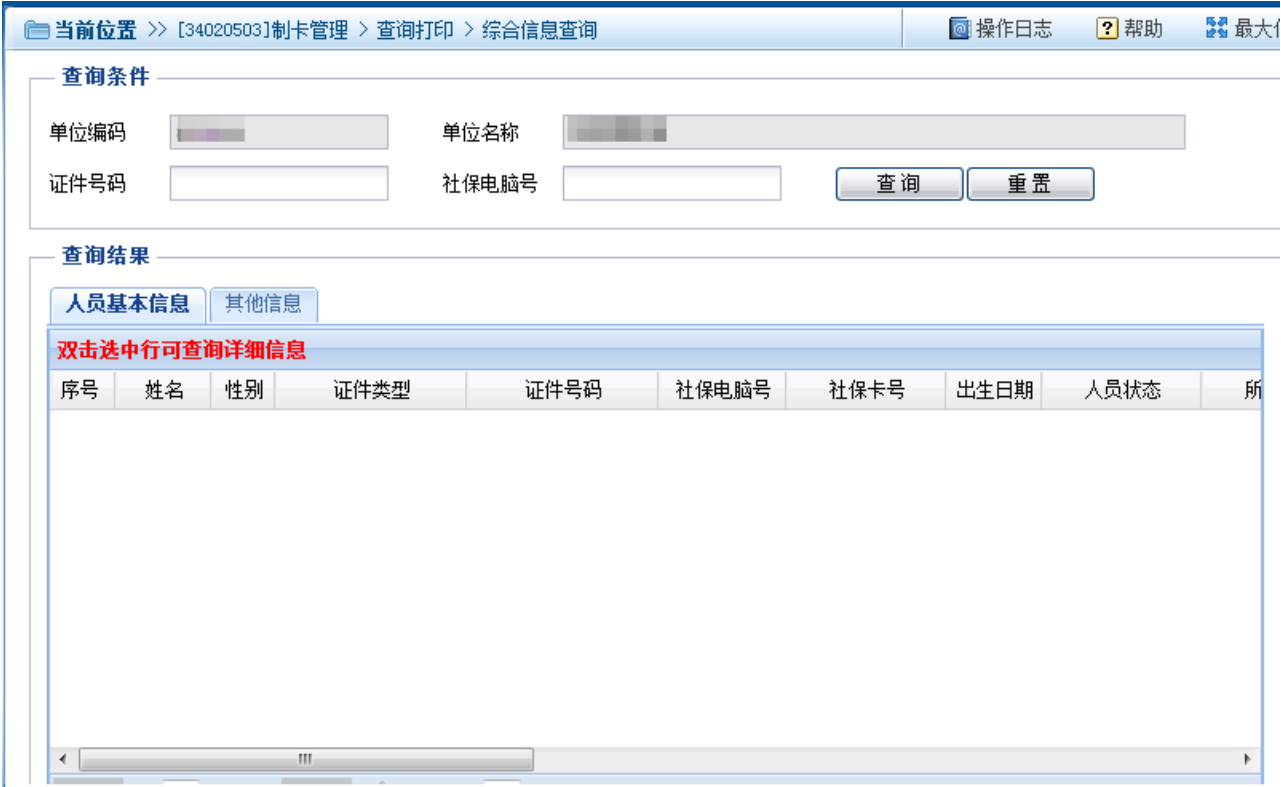 当前位置 >> [34020503]制卡管理 > 查询打印 > 综合信息查询 操作日志 帮助 最大
查询条件
单位编码 单位名称
证件号码 社保电脑号 查询 重置
查询结果
人员基本信息 其他信息
双击选中行可查询详细信息
序号 姓名 性别 证件类型 证件号码 社保电脑号 社保卡号 出生日期 人员状态 所